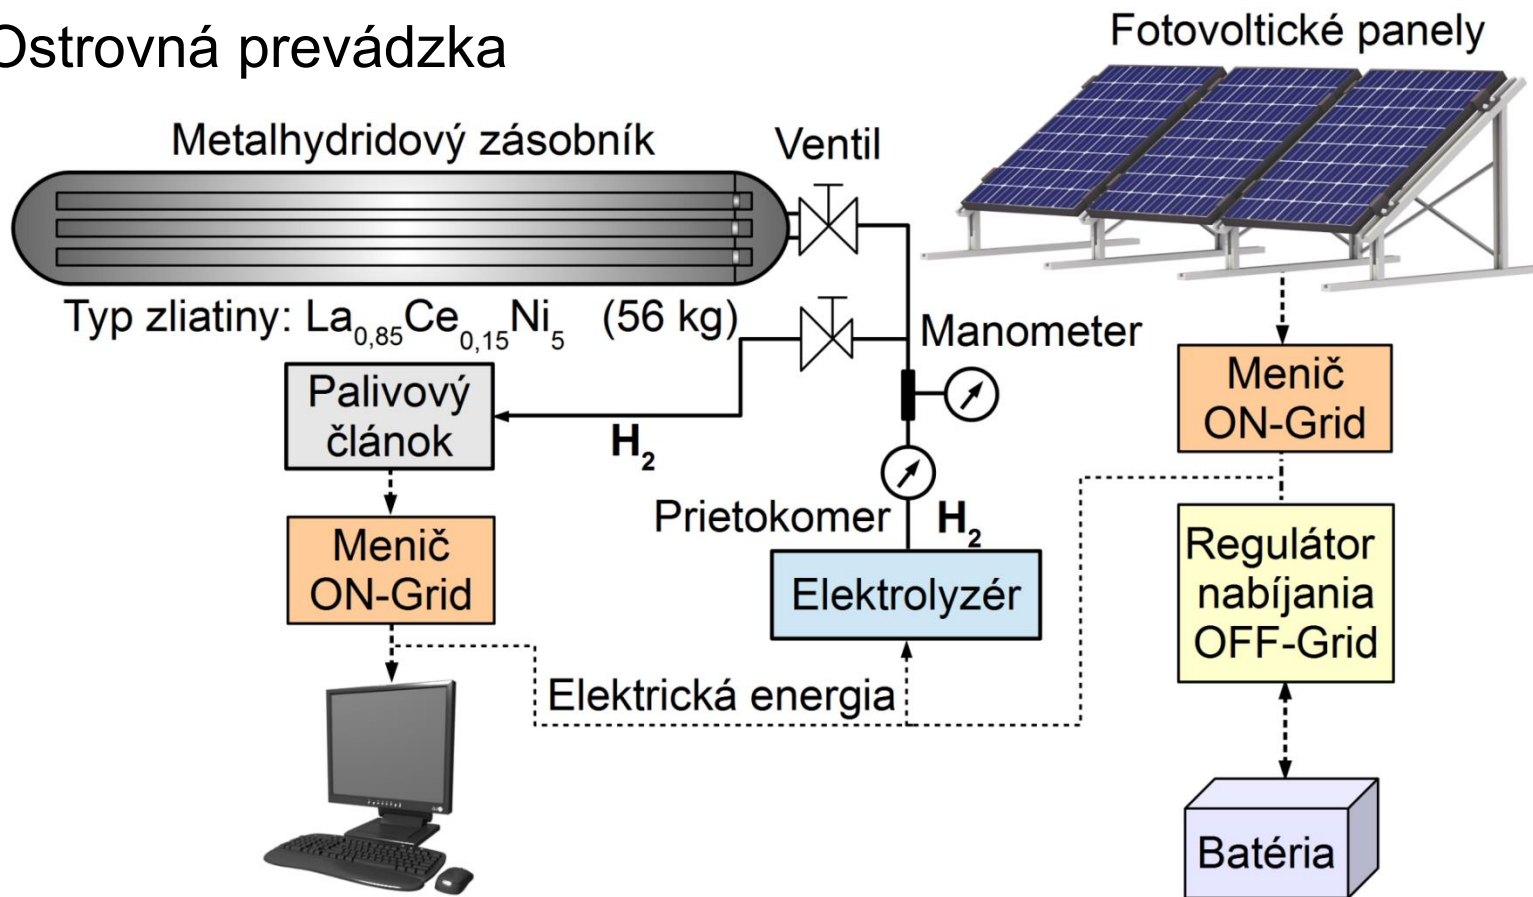 Ostrovná prevádzka
Fotovoltické panely
Metalhydridový zásobník
Ventil
Typ zliatiny: La0,85Ce0,15Ni5 (56 kg)
Manometer
Palivový
článok
H2
Menič
ON-Grid
Prietokomer
H2
Menič
ON-Grid
Elektrolyzér
Regulátor
nabíjania
OFF-Grid
Elektrická energia
Batéria